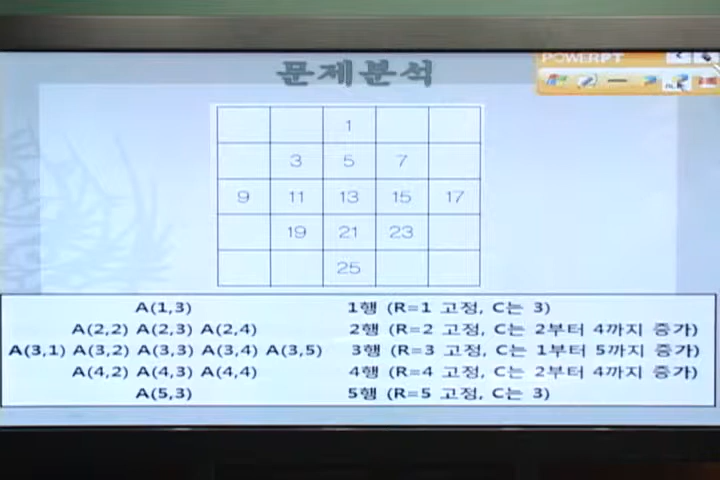 문제분석
POWERPT
1
3 5 7
9 11 13 15 17
19 21 23
25
A(1,3) 1행 (R=1 고정, C는 3)
A(2,2) A(2,3) A(2,4) 2행 (R=2 고정, C는 2부터 4까지 증가)
A(3,1) A(3,2) A(3,3) A(3,4) A(3,5) 3행 (R=3 고정, C는 1부터 5까지 증가)
A(4,2) A(4,3) A(4,4) 4행 (R=4 고정, C는 2부터 4까지 증가)
A(5,3) 5행 (R=5 고정, C는 3)